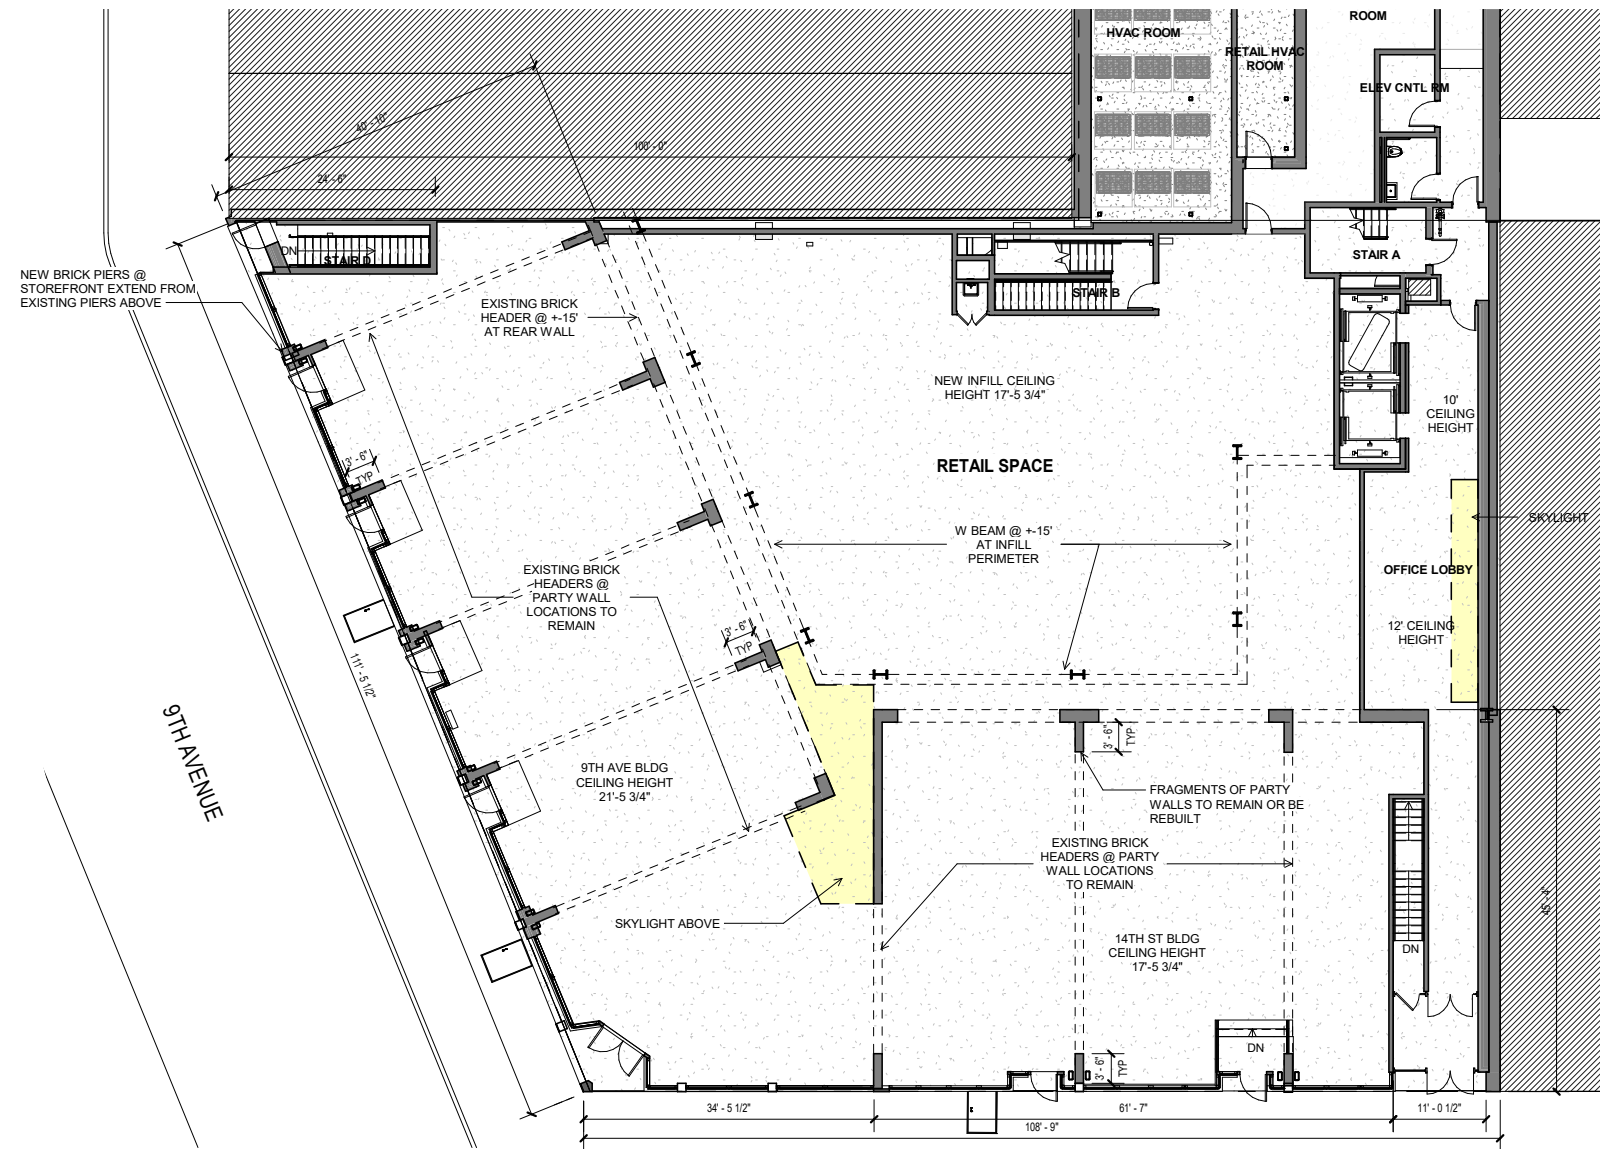 ROOM
HVAC ROOM
RETAIL HVAC
ROOM
ELEV CNTL RM
40' - 10"
100' - 0"
24' - 6"
DN
STAIR D
STAIR A
STAIR B
NEW BRICK PIERS @
STOREFRONT EXTEND FROM
EXISTING PIERS ABOVE
EXISTING BRICK
HEADER @ +-15'
AT REAR WALL
NEW INFILL CEILING
HEIGHT 17'-5 3/4"
10'
CEILING
HEIGHT
3' - 6"
TYP
RETAIL SPACE
SKYLIGHT
W BEAM @ +-15'
AT INFILL
PERIMETER
EXISTING BRICK
HEADERS @
PARTY WALL
LOCATIONS TO
REMAIN
OFFICE LOBBY
12' CEILING
HEIGHT
3' - 6"
TYP
111' - 5 1/2"
9TH AVENUE
9TH AVE BLDG
CEILING HEIGHT
21'-5 3/4"
3' - 6"
TYP
FRAGMENTS OF PARTY
WALLS TO REMAIN OR BE
REBUILT
EXISTING BRICK
HEADERS @ PARTY
WALL LOCATIONS
TO REMAIN
SKYLIGHT ABOVE
45' - 4"
14TH ST BLDG
CEILING HEIGHT
17'-5 3/4"
DN
DN
3' - 6"
TYP
34' - 5 1/2"
61' - 7"
11' - 0 1/2"
108' - 9"